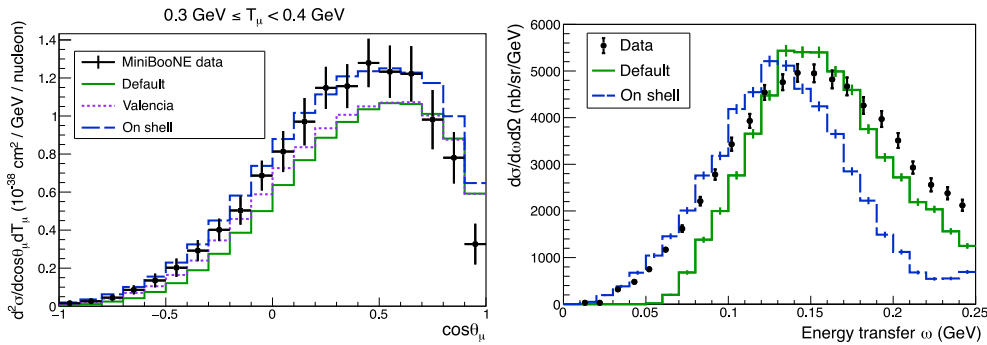 0.3 GeV ≤ Tμ < 0.4 GeV
d²σ/dcosθμdTμ (10⁻³⁸ cm² / GeV / nucleon)
1.4
1.2
1
0.8
0.6
0.4
0.2
0
MiniBooNE data
Default
Valencia
On shell
-1 -0.5 0 0.5 1
cosθμ
dσ/dωdΩ (nb/sr/GeV)
6000
5000
4000
3000
2000
1000
0
Data
Default
On shell
0 0.05 0.1 0.15 0.2 0.25
Energy transfer ω (GeV)